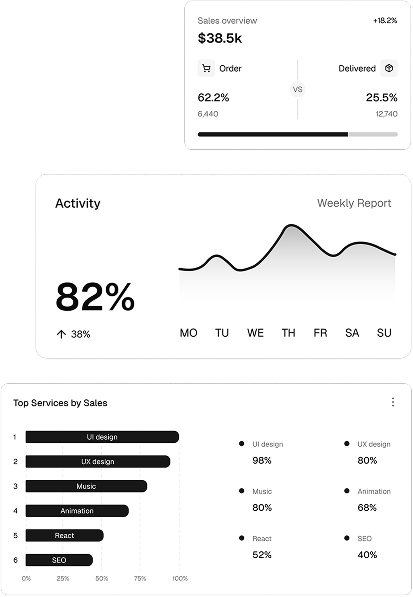 Sales overview +18.2%
$38.5k
Order Delivered
VS
62.2% 25.5%
6,440 12,740
Activity Weekly Report
82%
38%
MO TU WE TH FR SA SU
Top Services by Sales
1 UI design
2 UX design
3 Music
4 Animation
5 React
6 SEO
0% 25% 50% 75% 100%
UI design UX design
98% 80%
Music Animation
80% 68%
React SEO
52% 40%